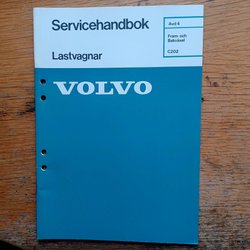 Servicehandbok
Lastvagnar
Avd 4
Fram- och
Bakaxel
C202
VOLVO